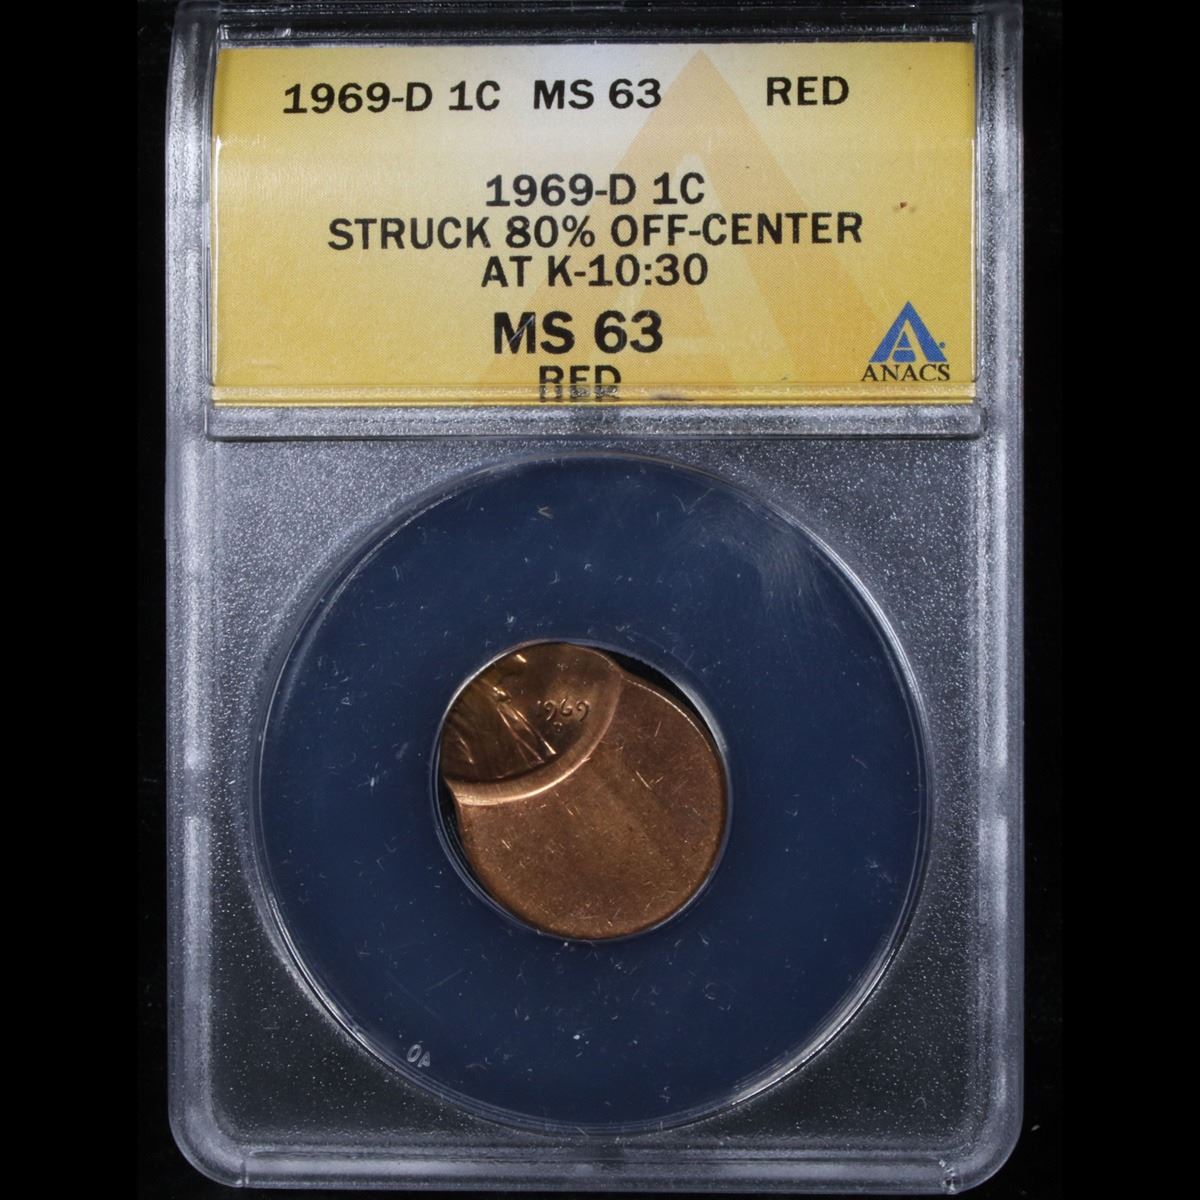 1969-D 1C MS 63 RED
1969-D 1C
STRUCK 80% OFF-CENTER
AT K-10:30
MS 63
RED
ANACS
1969
D